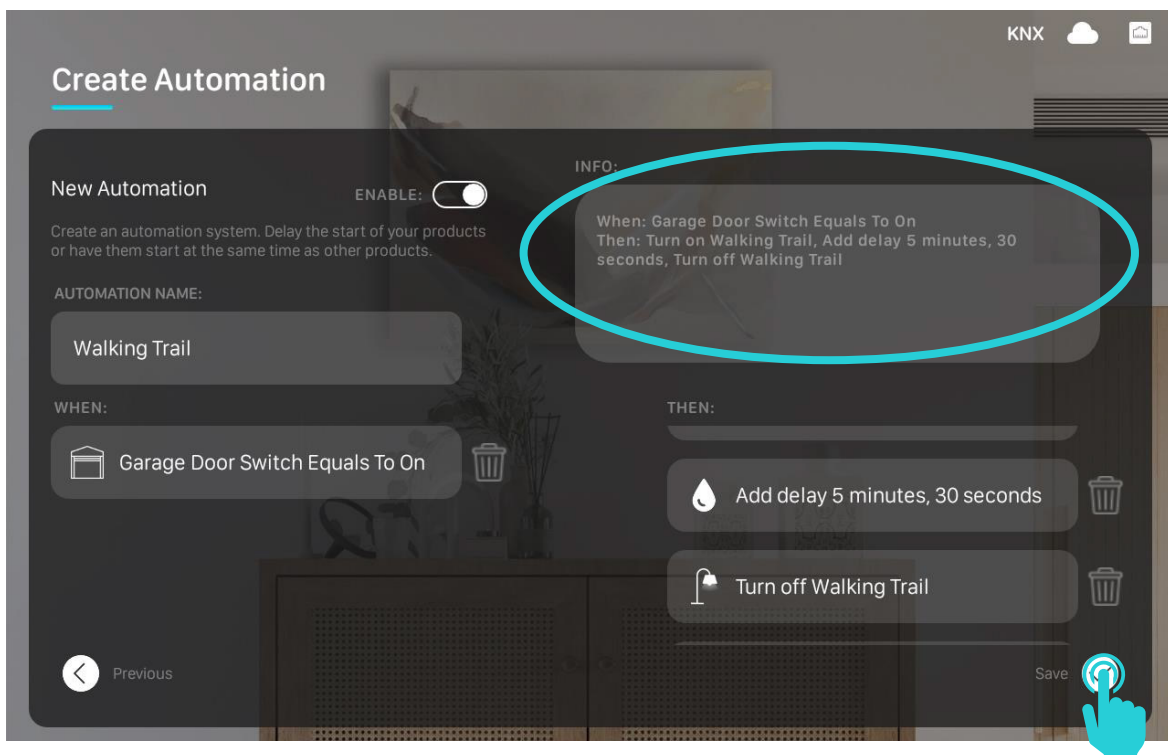 KNX
Create Automation
New Automation
ENABLE:
Create an automation system. Delay the start of your products
or have them start at the same time as other products.
AUTOMATION NAME:
Walking Trail
WHEN:
Garage Door Switch Equals To On
INFO:
When: Garage Door Switch Equals To On
Then: Turn on Walking Trail, Add delay 5 minutes, 30
seconds, Turn off Walking Trail
THEN:
Add delay 5 minutes, 30 seconds
Turn off Walking Trail
Previous
Save